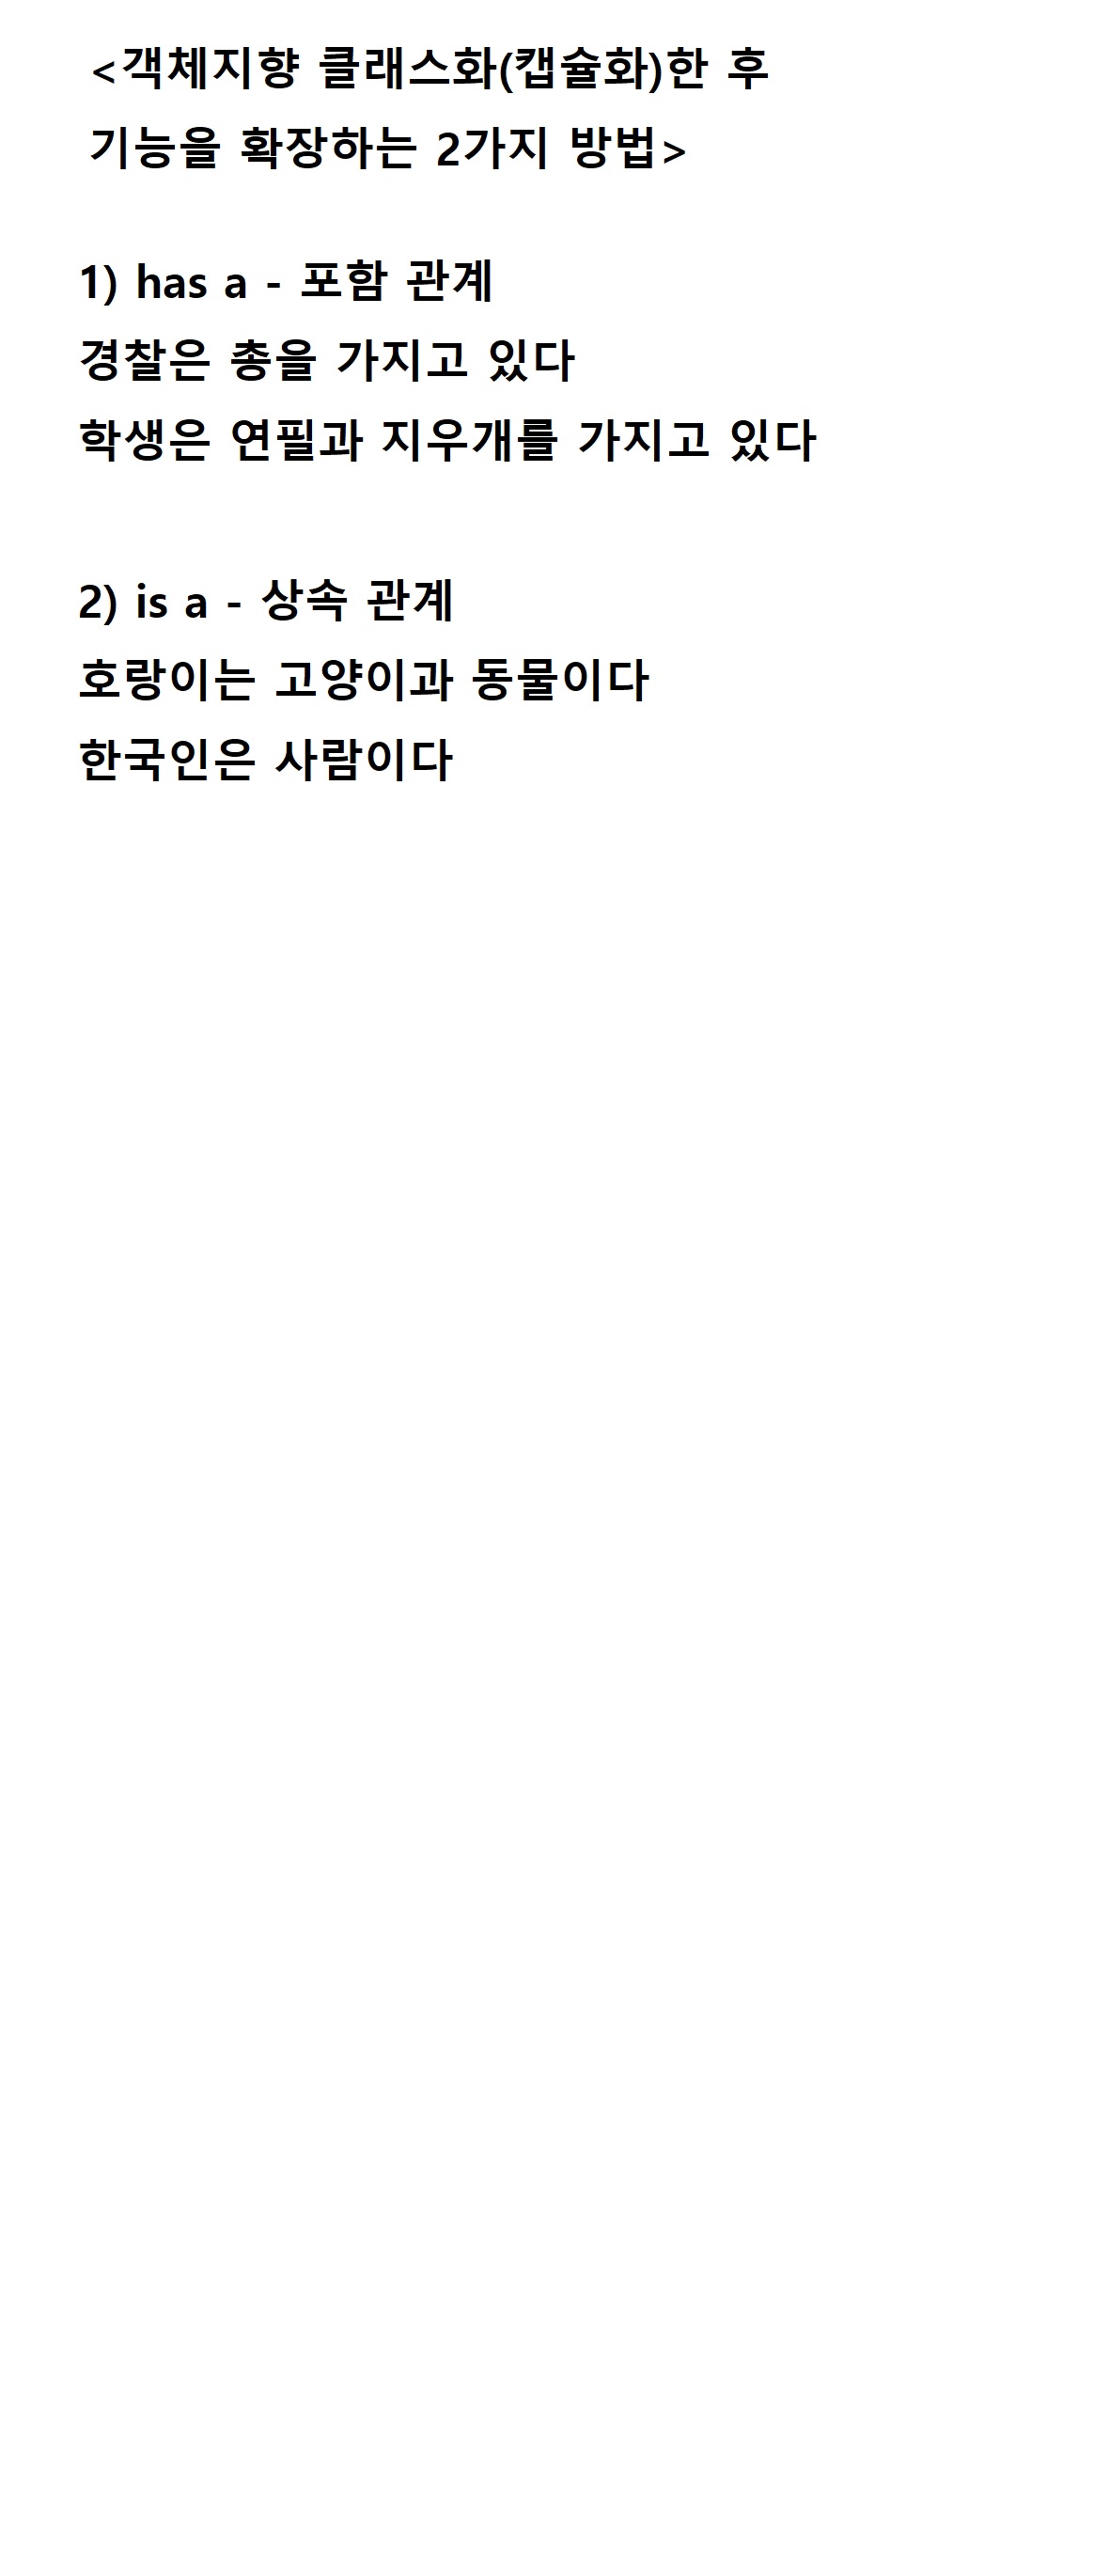 <객체지향 클래스화(캡슐화)한 후
기능을 확장하는 2가지 방법>
1) has a - 포함 관계
경찰은 총을 가지고 있다
학생은 연필과 지우개를 가지고 있다
2) is a - 상속 관계
호랑이는 고양이과 동물이다
한국인은 사람이다